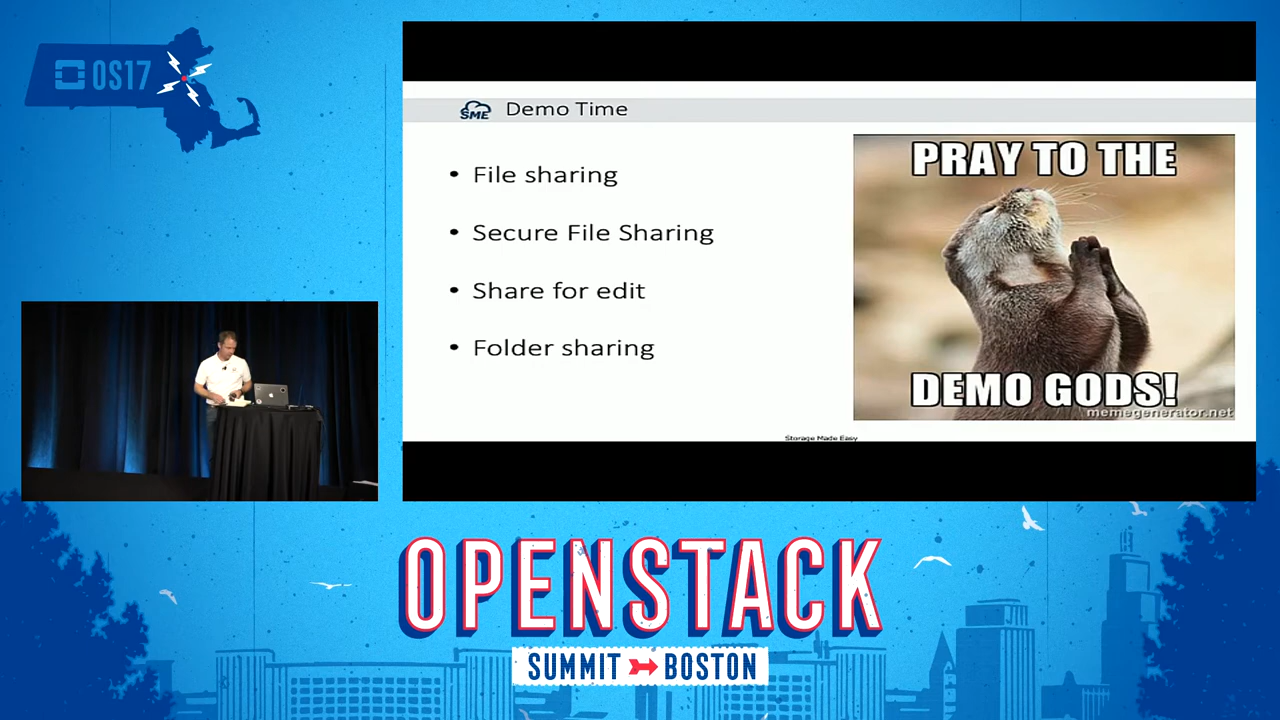 OS17
SME
Demo Time
• File sharing
• Secure File Sharing
• Share for edit
• Folder sharing
PRAY TO THE
DEMO GODS!
memegenerator.net
Storage Made Easy
OPENSTACK
SUMMIT BOSTON